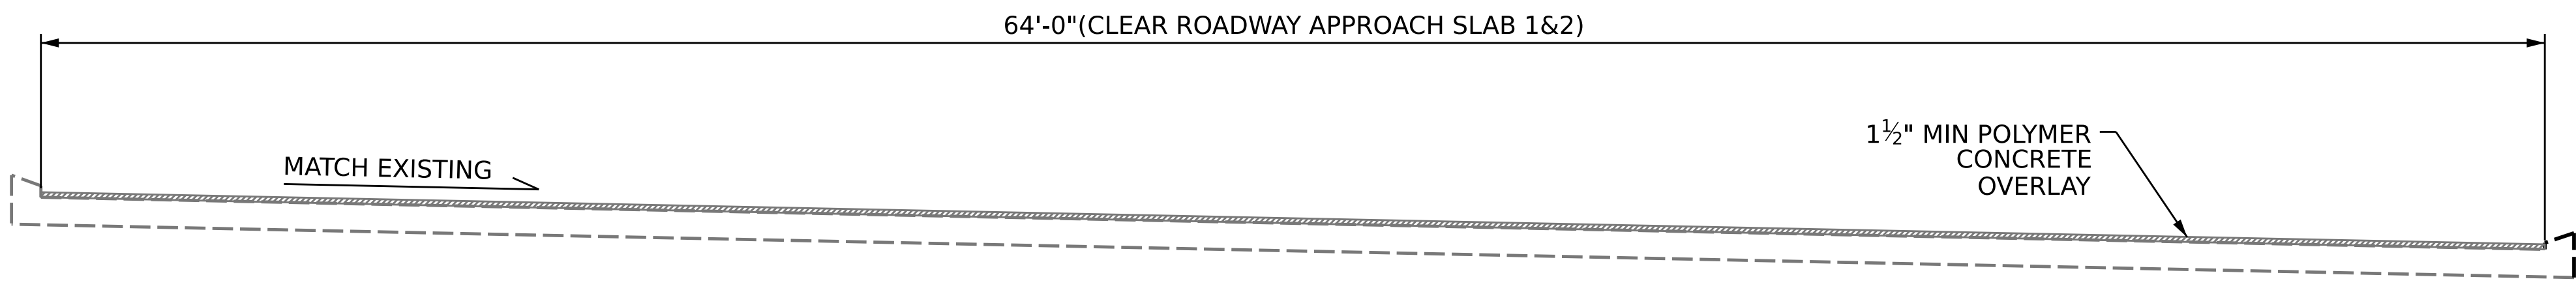 64'-0"(CLEAR ROADWAY APPROACH SLAB 1&2)
MATCH EXISTING
1½" MIN POLYMER
CONCRETE
OVERLAY